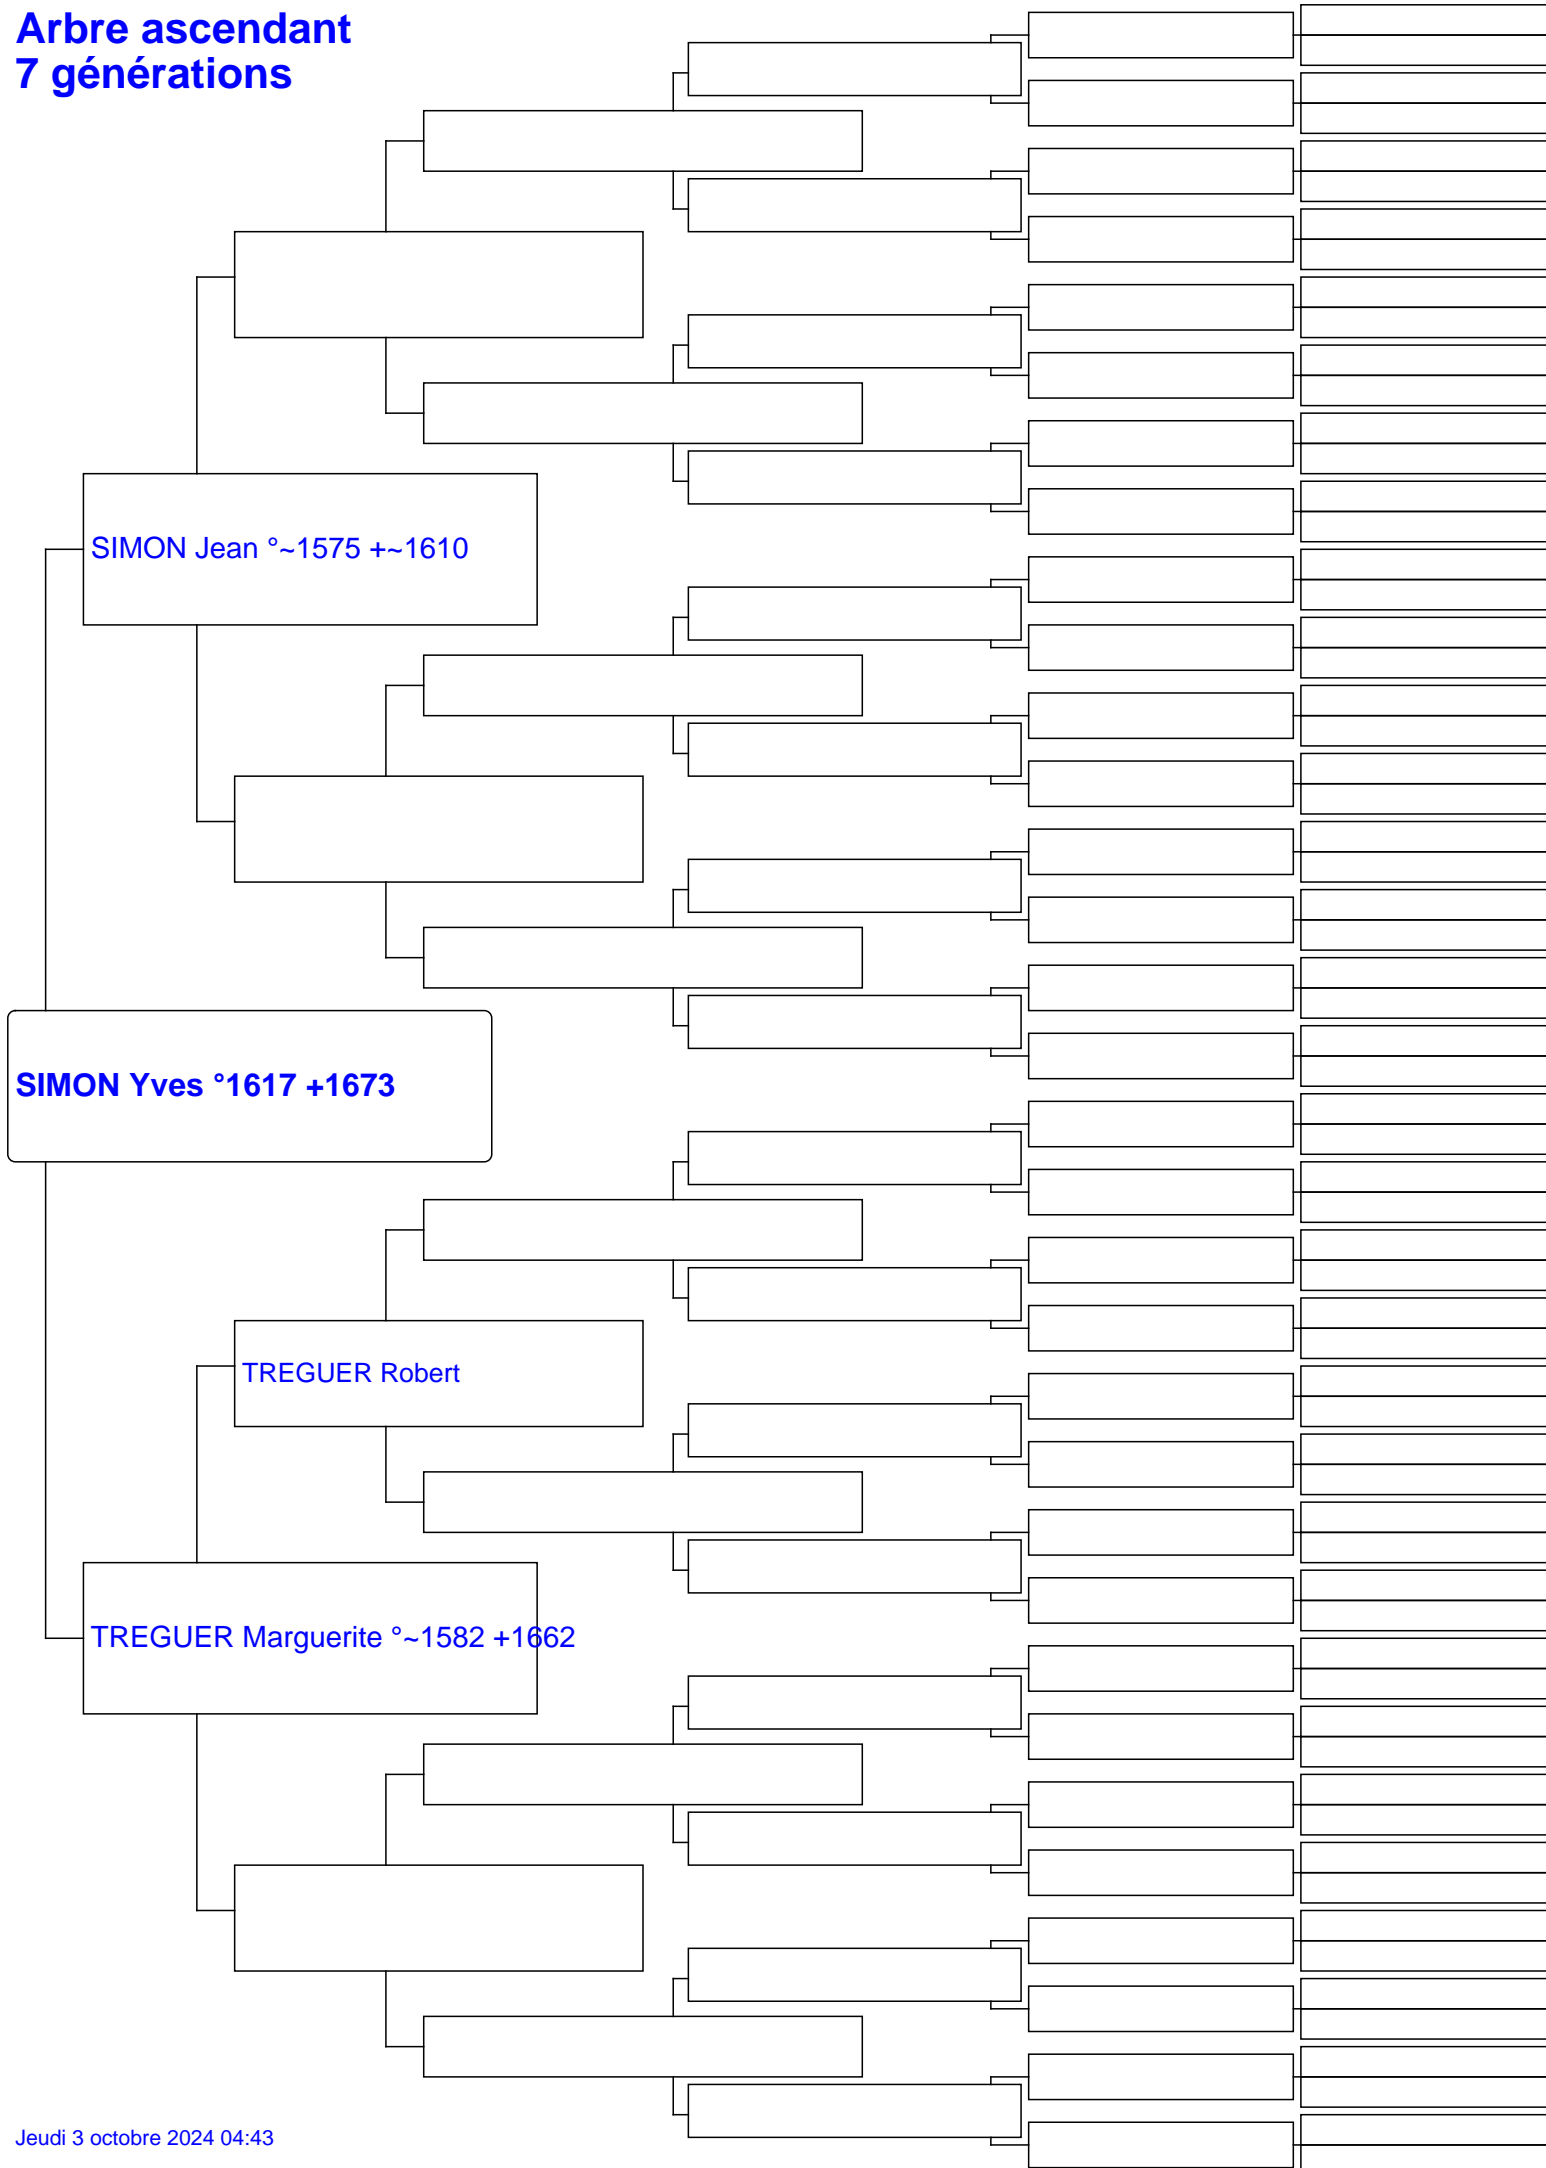 Arbre ascendant
7 générations
SIMON Jean °~1575 +~1610
SIMON Yves °1617 +1673
TREGUER Robert
TREGUER Marguerite °~1582 +1662
Jeudi 3 octobre 2024 04:43